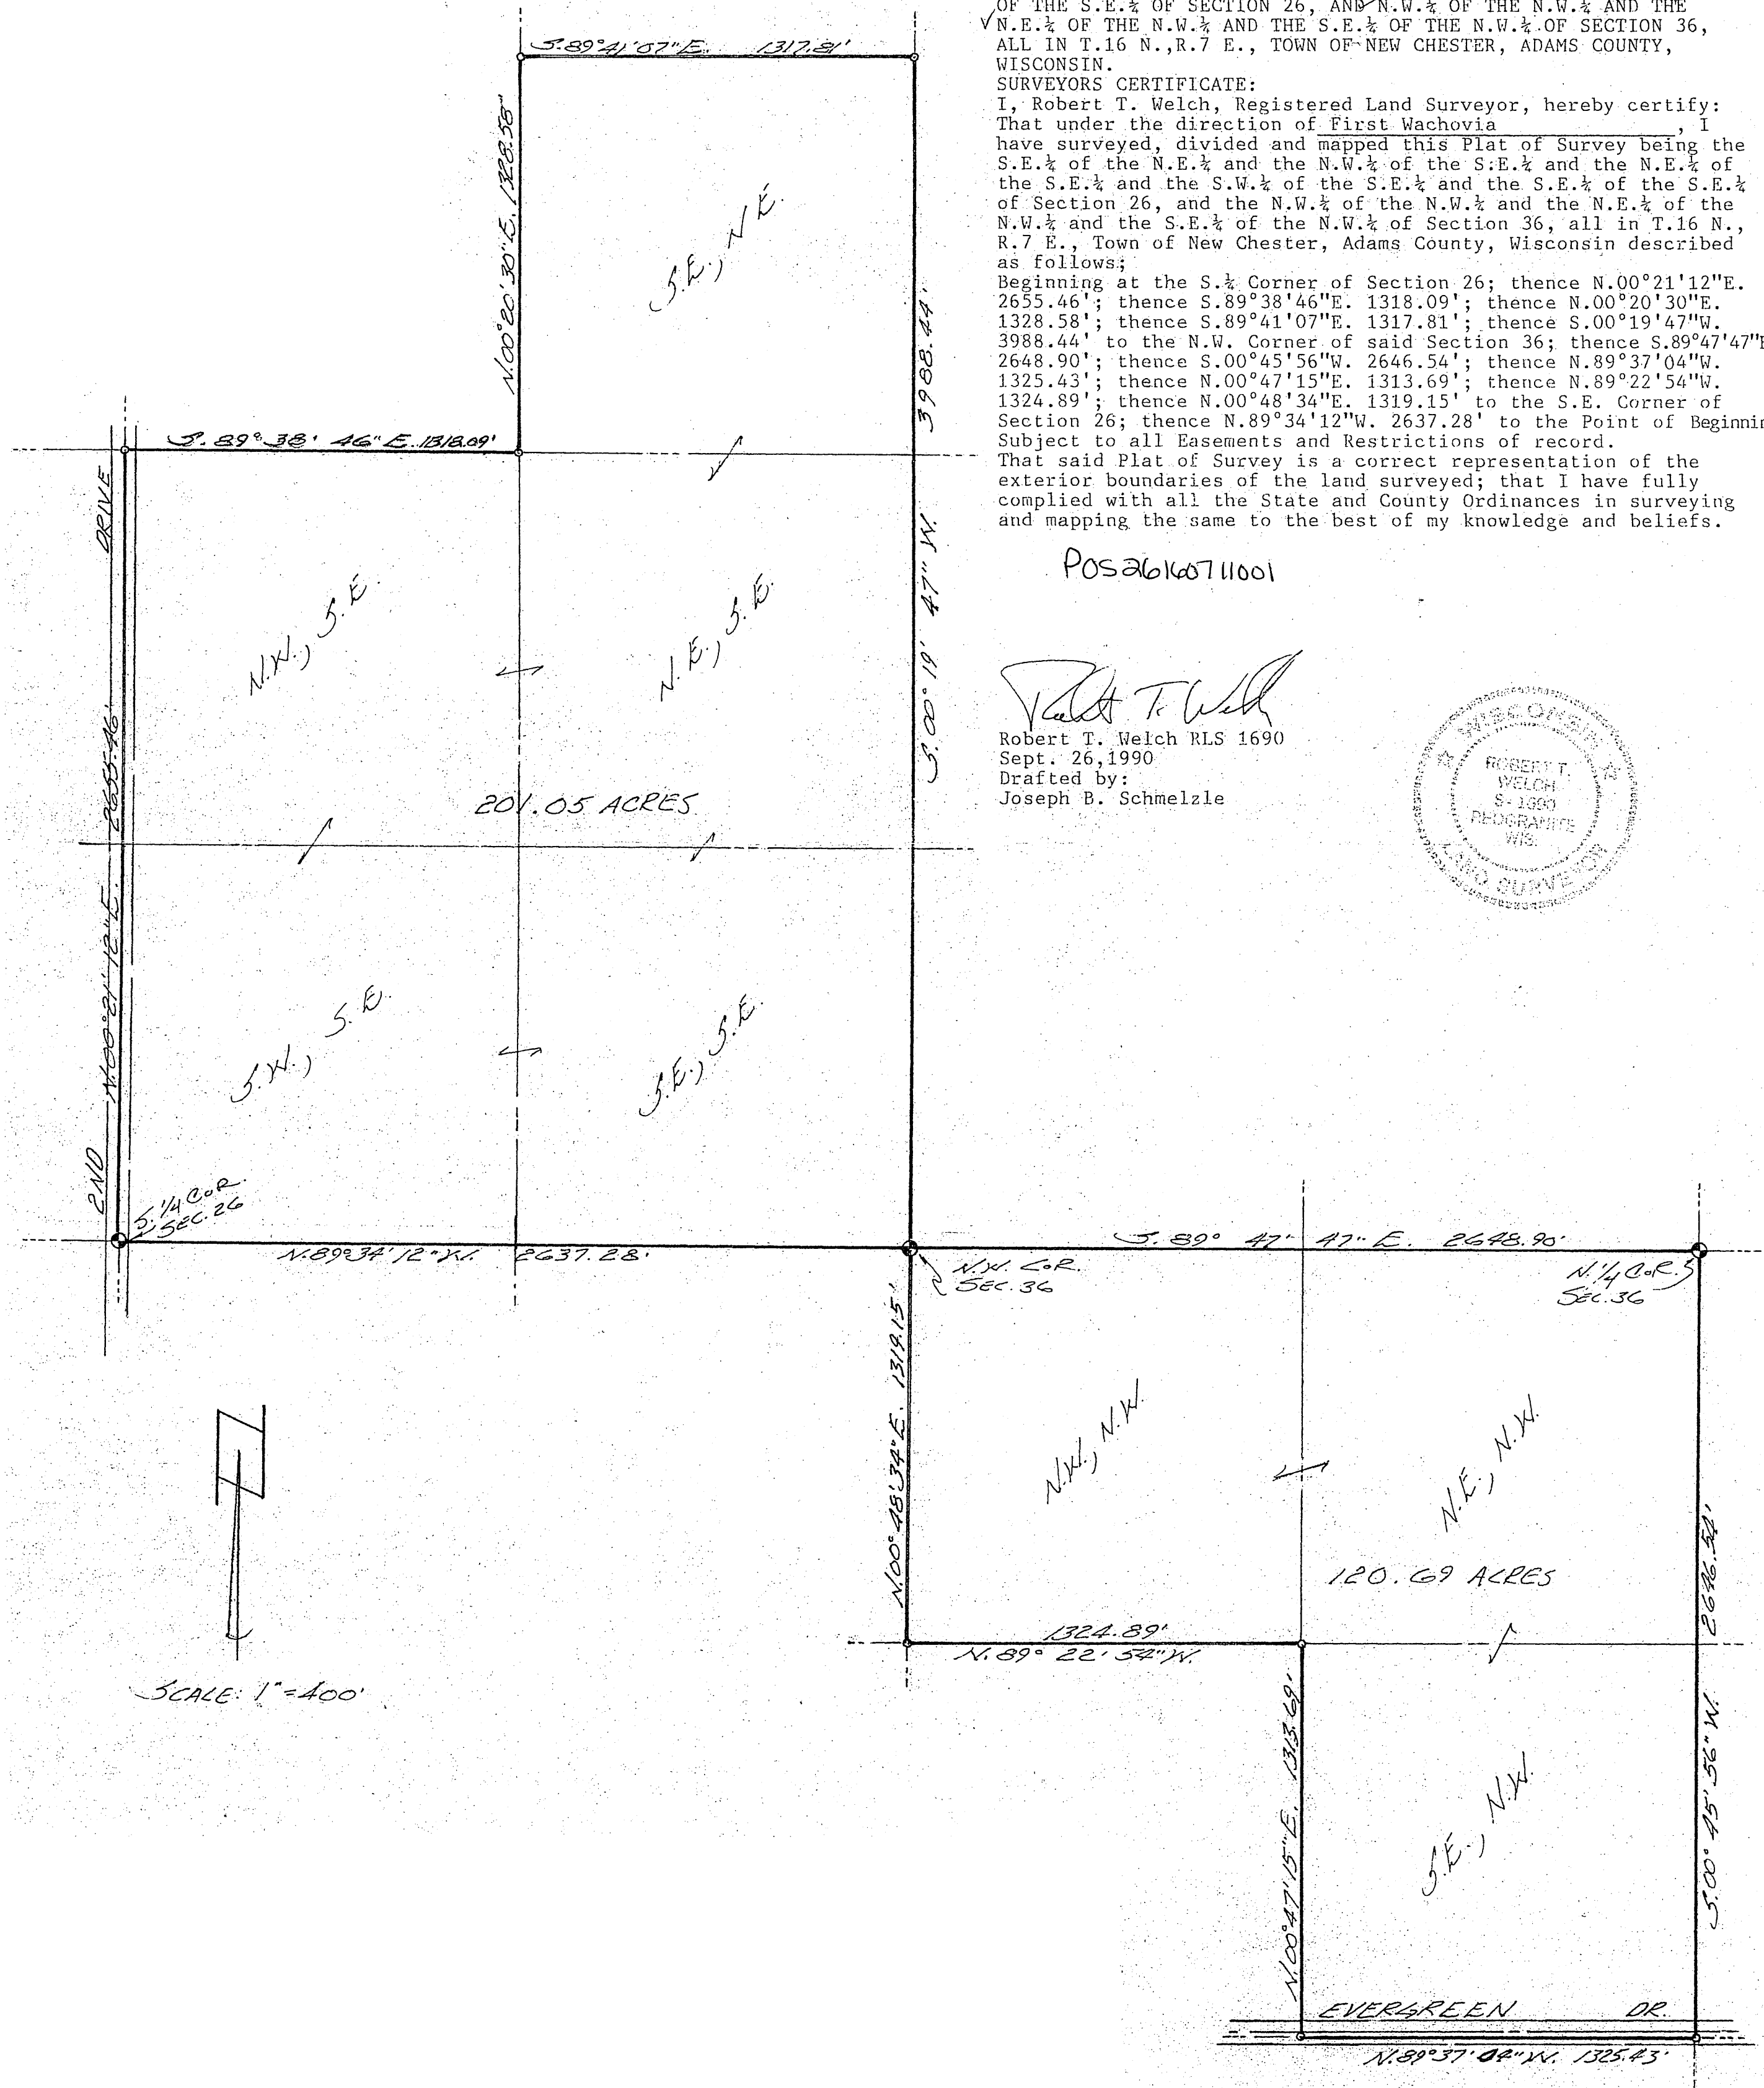 OF THE S.E.¼ OF SECTION 26, AND N.W.¼ OF THE N.W.¼ AND THE
N.E.¼ OF THE N.W.¼ AND THE S.E.¼ OF THE N.W.¼ OF SECTION 36,
ALL IN T.16 N.,R.7 E., TOWN OF NEW CHESTER, ADAMS COUNTY,
WISCONSIN.
SURVEYORS CERTIFICATE:
I, Robert T. Welch, Registered Land Surveyor, hereby certify:
That under the direction of First Wachovia, I
have surveyed, divided and mapped this Plat of Survey being the
S.E.¼ of the N.E.¼ and the N.W.¼ of the S.E.¼ and the N.E.¼ of
the S.E.¼ and the S.W.¼ of the S.E.¼ and the S.E.¼ of the S.E.¼
of Section 26, and the N.W.¼ of the N.W.¼ and the N.E.¼ of the
N.W.¼ and the S.E.¼ of the N.W.¼ of Section 36, all in T.16 N.,
R.7 E., Town of New Chester, Adams County, Wisconsin described
as follows;
Beginning at the S.¼ Corner of Section 26; thence N.00°21'12"E.
2655.46'; thence S.89°38'46"E. 1318.09'; thence N.00°20'30"E.
1328.58'; thence S.89°41'07"E. 1317.81'; thence S.00°19'47"W.
3988.44' to the N.W. Corner of said Section 36; thence S.89°47'47"E
2648.90'; thence S.00°45'56"W. 2646.54'; thence N.89°37'04"W.
1325.43'; thence N.00°47'15"E. 1313.69'; thence N.89°22'54"W.
1324.89'; thence N.00°48'34"E. 1319.15' to the S.E. Corner of
Section 26; thence N.89°34'12"W. 2637.28' to the Point of Beginnin
Subject to all Easements and Restrictions of record.
That said Plat of Survey is a correct representation of the
exterior boundaries of the land surveyed; that I have fully
complied with all the State and County Ordinances in surveying
and mapping the same to the best of my knowledge and beliefs.
POS26160711001
Robert T. Welch
Robert T. Welch RLS 1690
Sept. 26,1990
Drafted by:
Joseph B. Schmelzle
WISCONSIN
ROBERT T.
WELCH
S-1690
REDGRANITE
WIS.
LAND SURVEYOR
S.89°41'07"E. 1317.81'
N.00°20'30"E. 1328.58'
S.E., N.E.
3988.44'
S.00°19'47"W.
S.89°38'46"E. 1318.09'
2ND DRIVE
N.00°21'12"E. 2655.46'
N.W., S.E.
N.E., S.E.
201.05 ACRES
S.W., S.E.
S.E., S.E.
S. 1/4 COR.
SEC. 26
N.89°34'12"W. 2637.28'
S.89°47'47"E. 2648.90'
N.W. COR.
SEC. 36
N. 1/4 COR.
SEC. 36
N.00°48'34"E. 1319.15'
N.W., N.W.
N.E., N.W.
120.69 ACRES
2646.54'
S.00°45'56"W.
1324.89'
N.89°22'54"W.
N
SCALE: 1"=400'
N.00°47'15"E. 1313.69'
S.E., N.W.
EVERGREEN DR.
N.89°37'04"W. 1325.43'